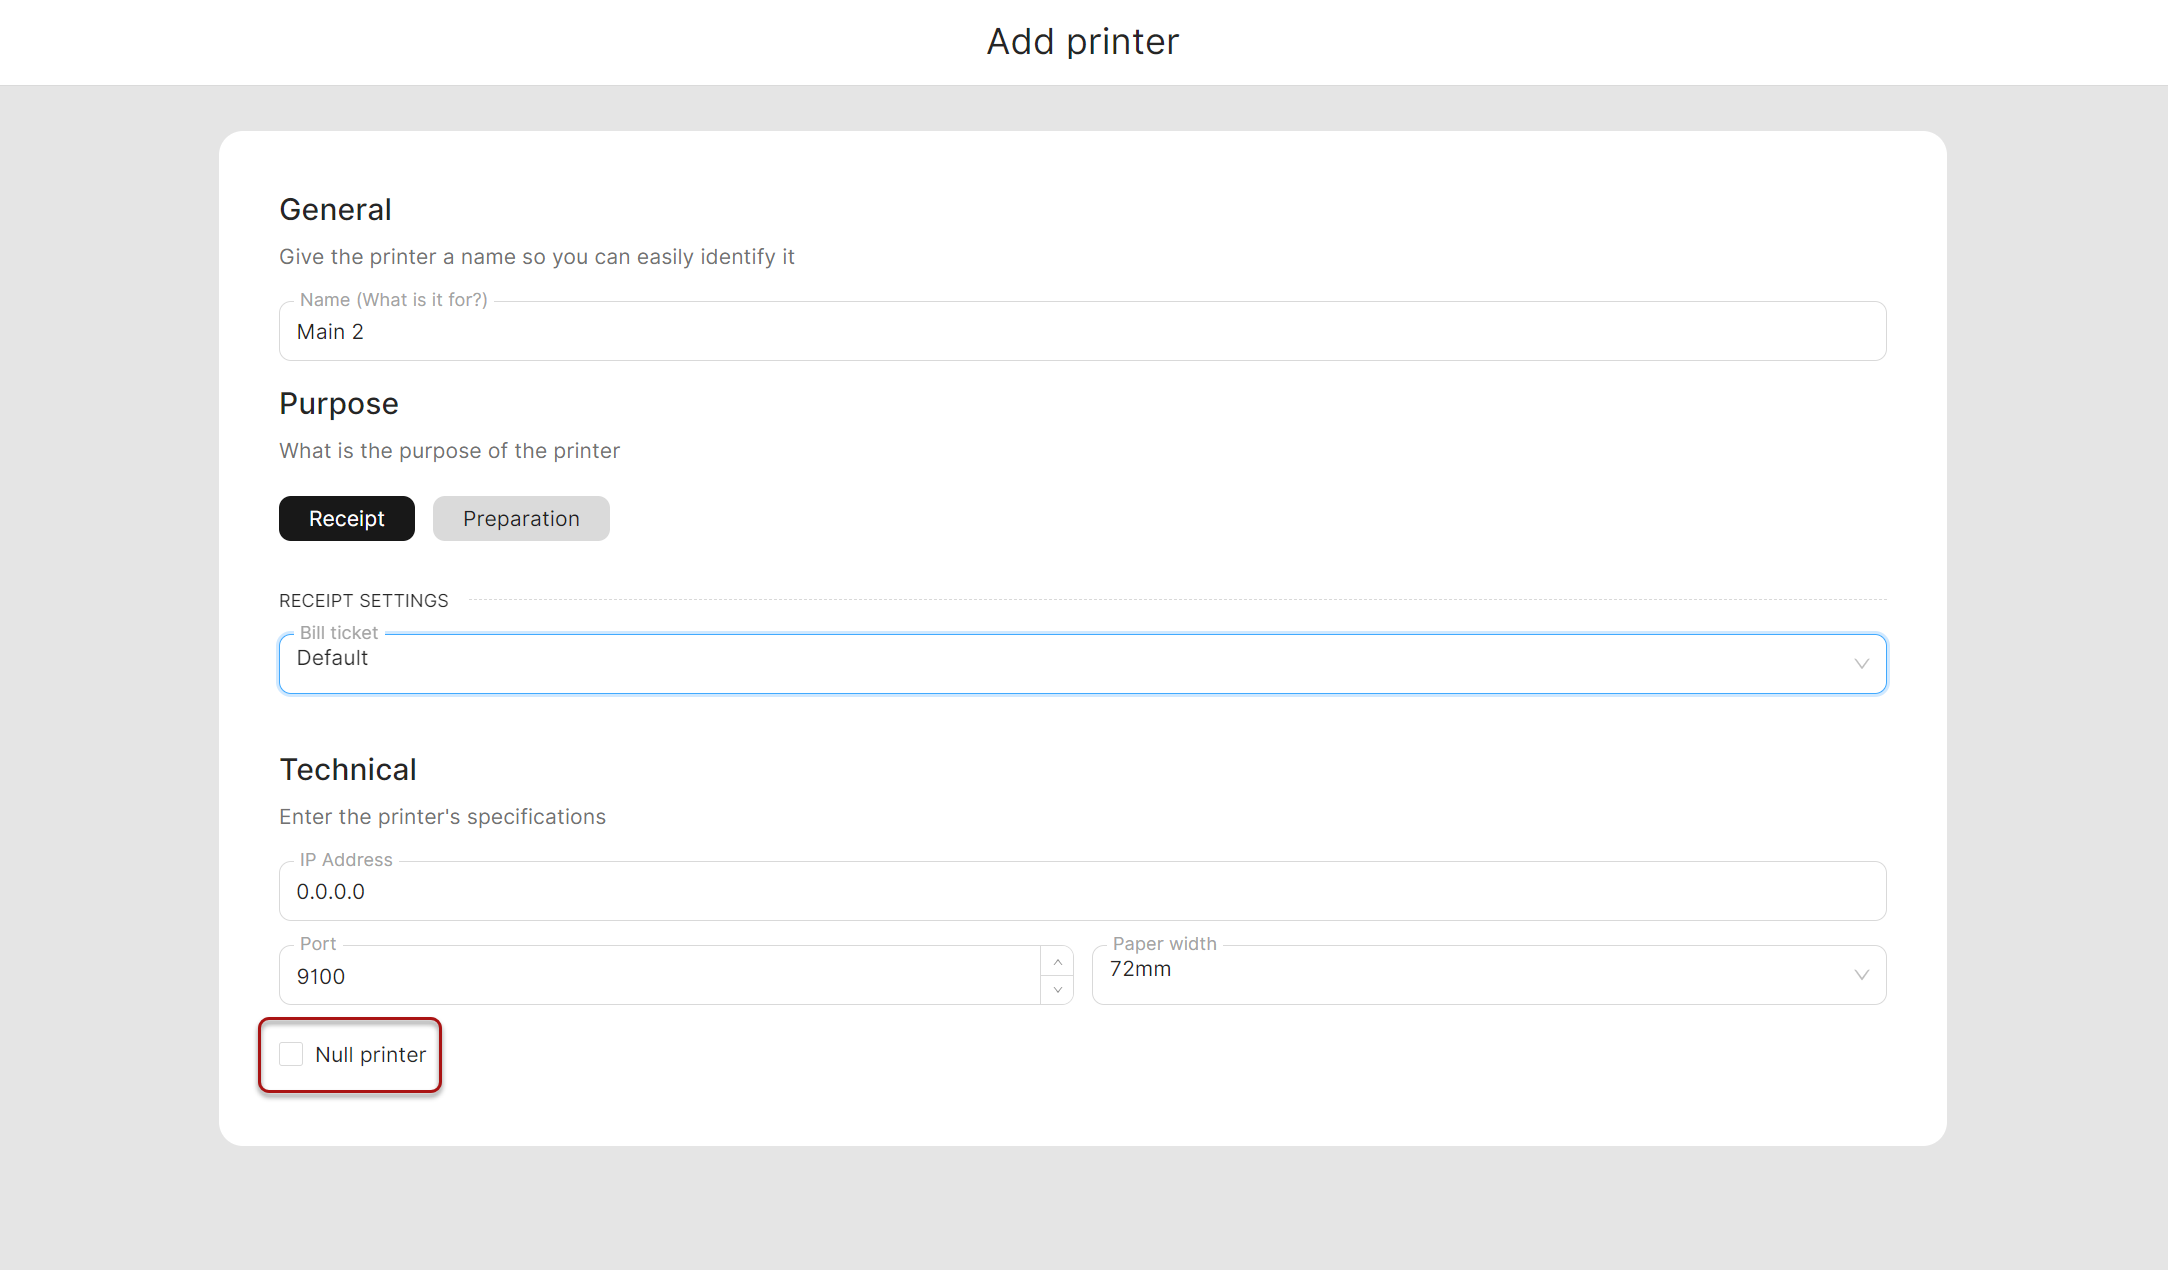 Add printer
General
Give the printer a name so you can easily identify it
Name (What is it for?)
Main 2
Purpose
What is the purpose of the printer
Receipt Preparation
RECEIPT SETTINGS
Bill ticket
Default
Technical
Enter the printer's specifications
IP Address
0.0.0.0
Port Paper width
9100 72mm
Null printer